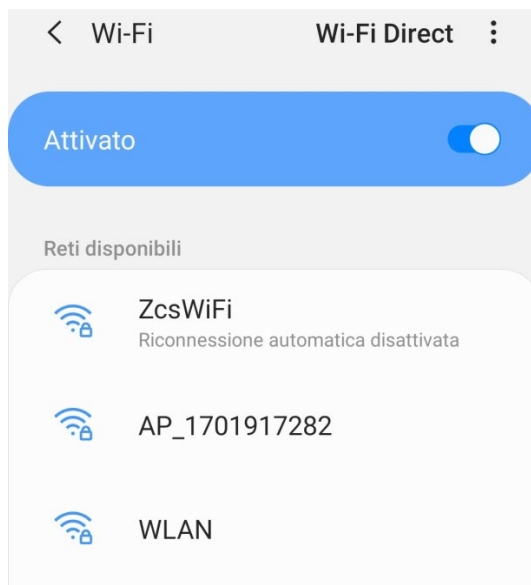 Wi-Fi Wi-Fi Direct
Attivato
Reti disponibili
ZcsWiFi
Riconnessione automatica disattivata
AP_1701917282
WLAN